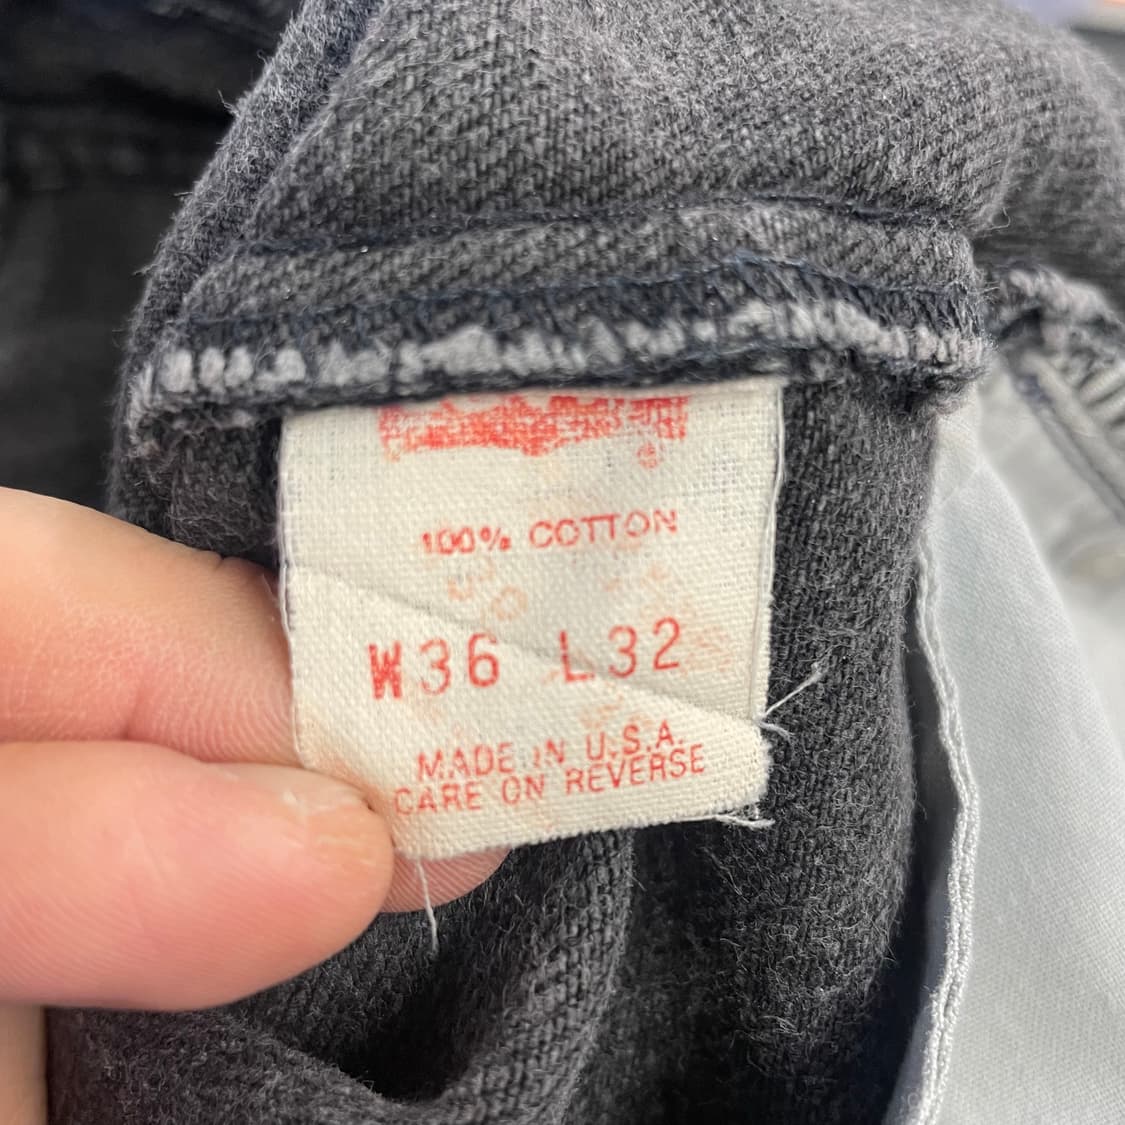 100% COTTON
W36 L32
MADE IN U.S.A.
CARE ON REVERSE